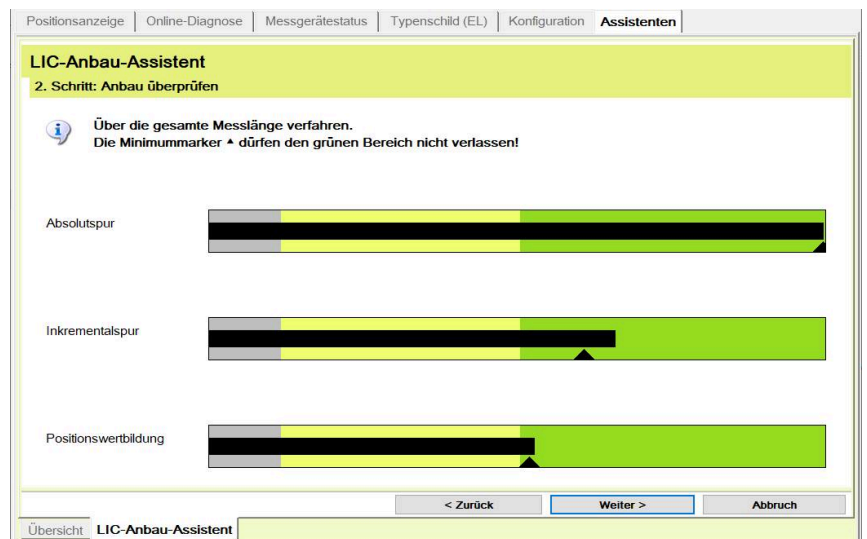 Positionsanzeige Online-Diagnose Messgerätestatus Typenschild (EL) Konfiguration Assistenten
LIC-Anbau-Assistent
2. Schritt: Anbau überprüfen
Über die gesamte Messlänge verfahren.
Die Minimummarker ▲ dürfen den grünen Bereich nicht verlassen!
Absolutspur
Inkrementalspur
Positionswertbildung
< Zurück Weiter > Abbruch
Übersicht LIC-Anbau-Assistent